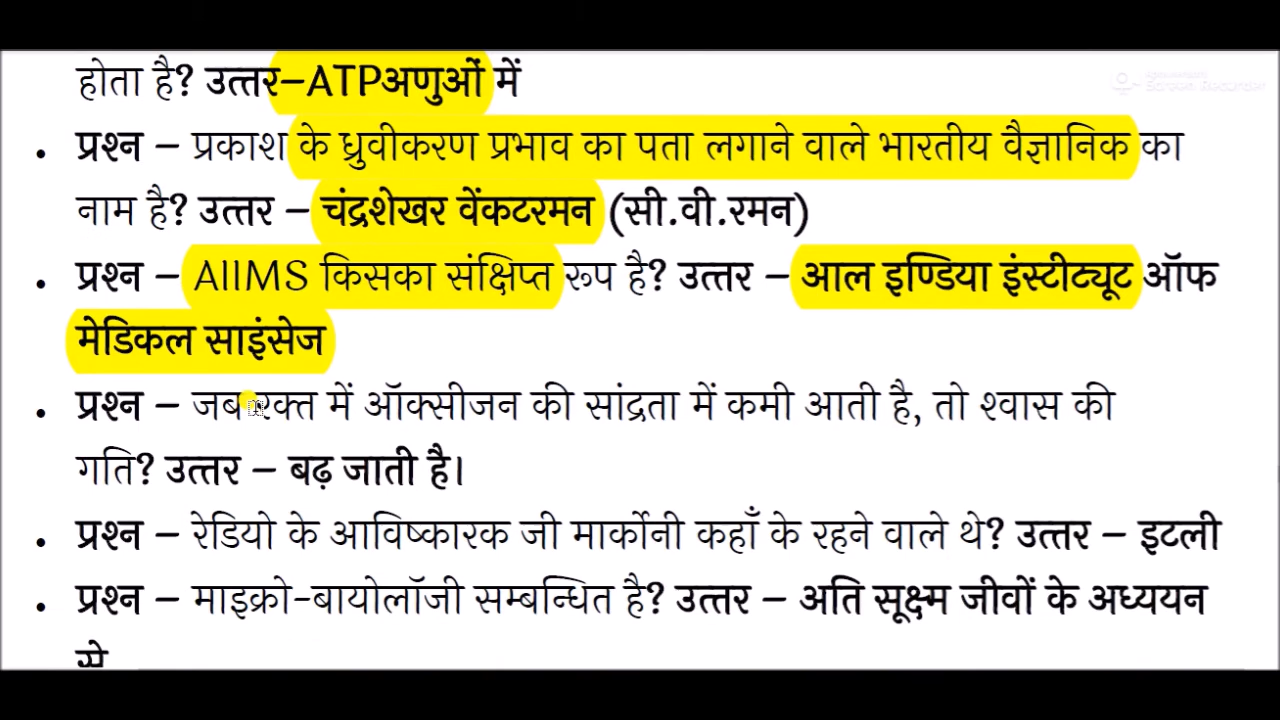 होता है? उत्तर–ATPअणुओं में
Screen Recorder
• प्रश्न – प्रकाश के ध्रुवीकरण प्रभाव का पता लगाने वाले भारतीय वैज्ञानिक का
नाम है? उत्तर – चंद्रशेखर वेंकटरमन (सी.वी.रमन)
• प्रश्न – AIIMS किसका संक्षिप्त रूप है? उत्तर – आल इण्डिया इंस्टीट्यूट ऑफ
मेडिकल साइंसेज
• प्रश्न – जब रक्त में ऑक्सीजन की सांद्रता में कमी आती है, तो श्वास की
गति? उत्तर – बढ़ जाती है।
• प्रश्न – रेडियो के आविष्कारक जी मार्कोनी कहाँ के रहने वाले थे? उत्तर – इटली
• प्रश्न – माइक्रो-बायोलॉजी सम्बन्धित है? उत्तर – अति सूक्ष्म जीवों के अध्ययन
से